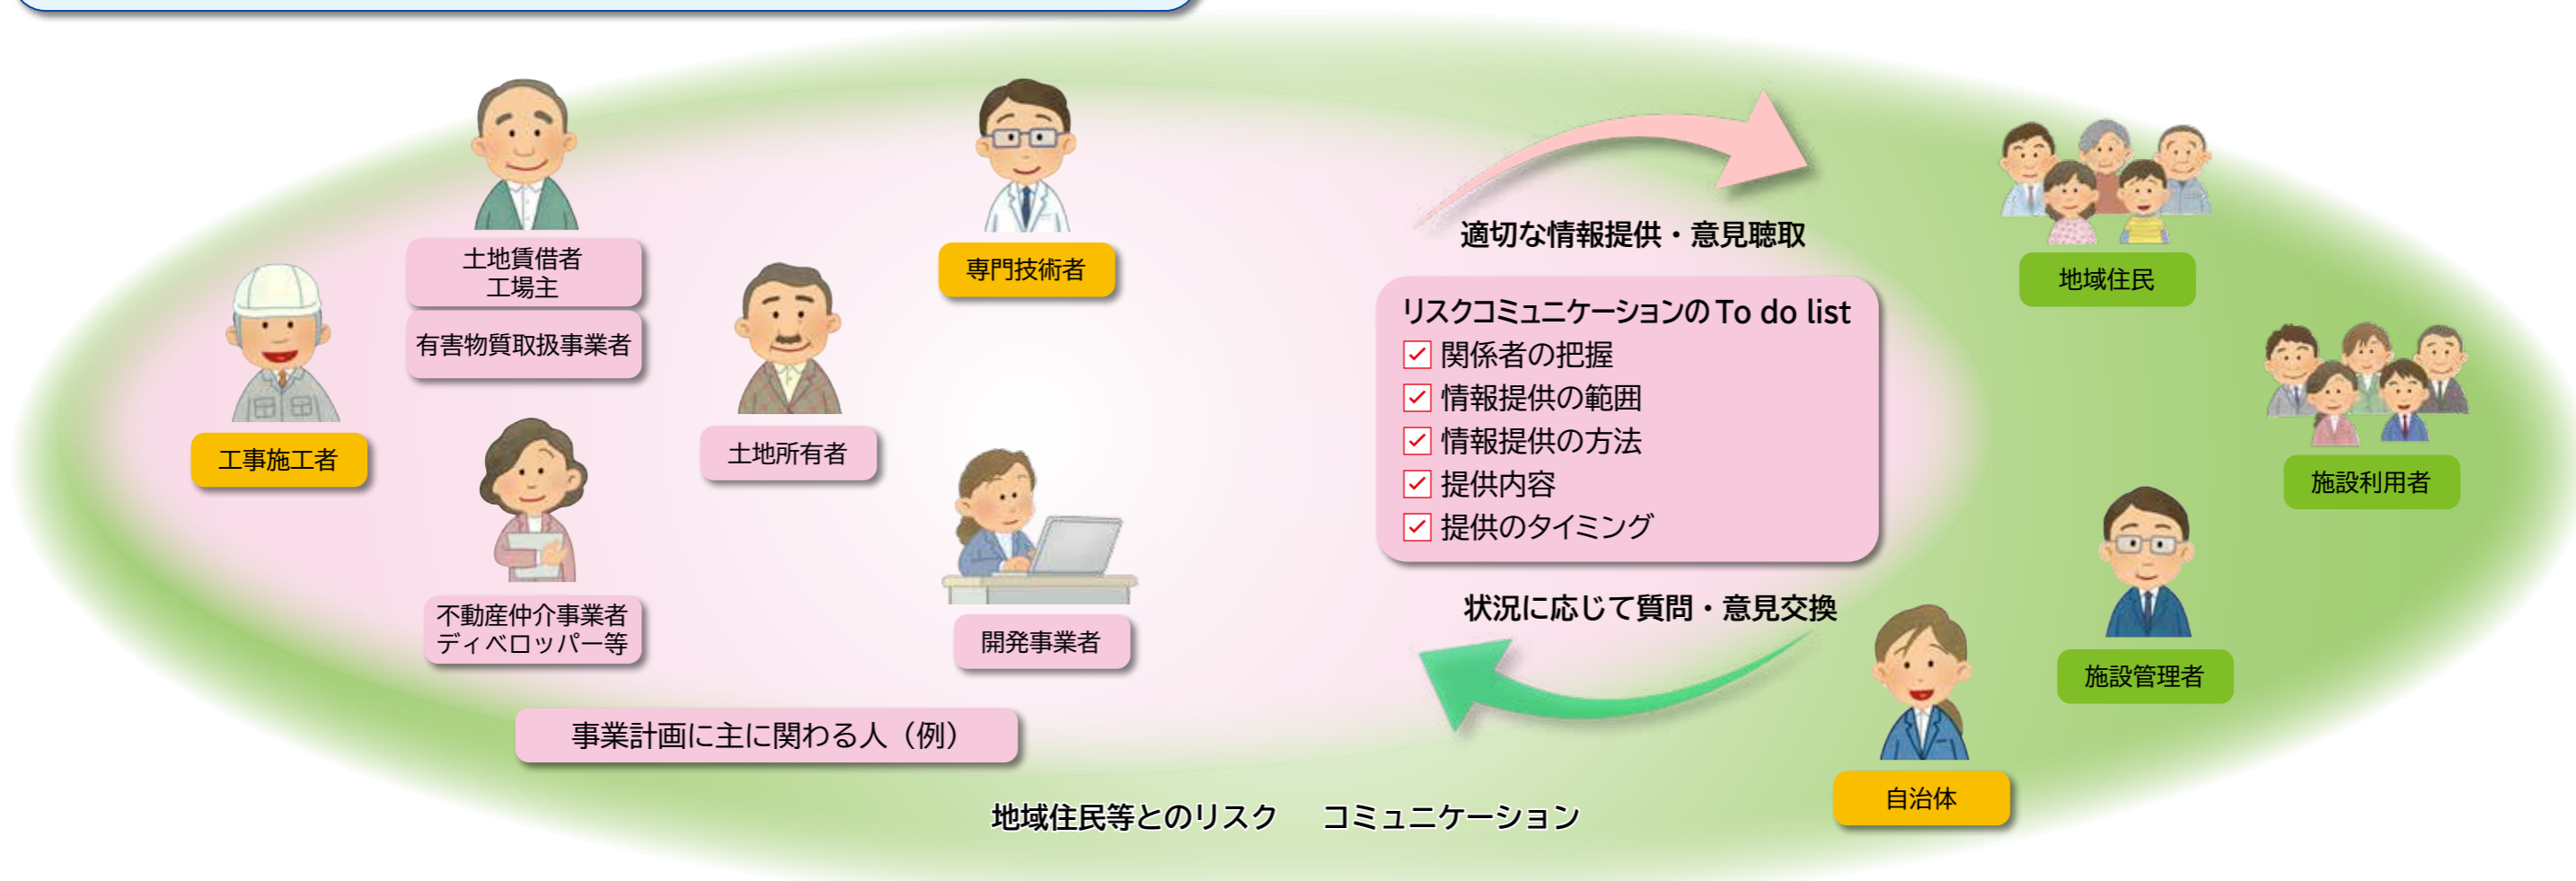 土地賃借者
工場主
有害物質取扱事業者
工事施工者
専門技術者
土地所有者
不動産仲介事業者
ディベロッパー等
開発事業者
事業計画に主に関わる人（例）
適切な情報提供・意見聴取
リスクコミュニケーションの To do list
関係者の把握
情報提供の範囲
情報提供の方法
提供内容
提供のタイミング
状況に応じて質問・意見交換
地域住民
施設利用者
施設管理者
自治体
地域住民等とのリスク　コミュニケーション